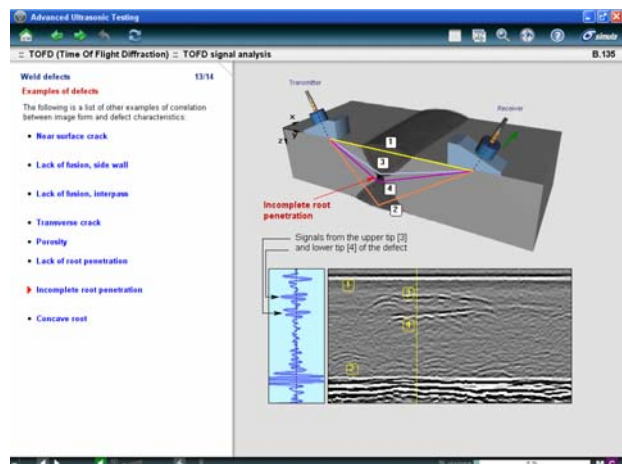 Advanced Ultrasonic Testing
simuts
:: TOFD (Time Of Flight Diffraction) :: TOFD signal analysis
B.135
Weld defects
13/14
Examples of defects
The following is a list of other examples of correlation
between image form and defect characteristics:
• Near surface crack
• Lack of fusion, side wall
• Lack of fusion, interpass
• Transverse crack
• Porosity
• Lack of root penetration
Incomplete root penetration
• Concave root
Transmitter
Receiver
X
Y
Z
1
3
4
2
Incomplete root
penetration
Signals from the upper tip [3]
and lower tip [4] of the defect
1
3
4
2